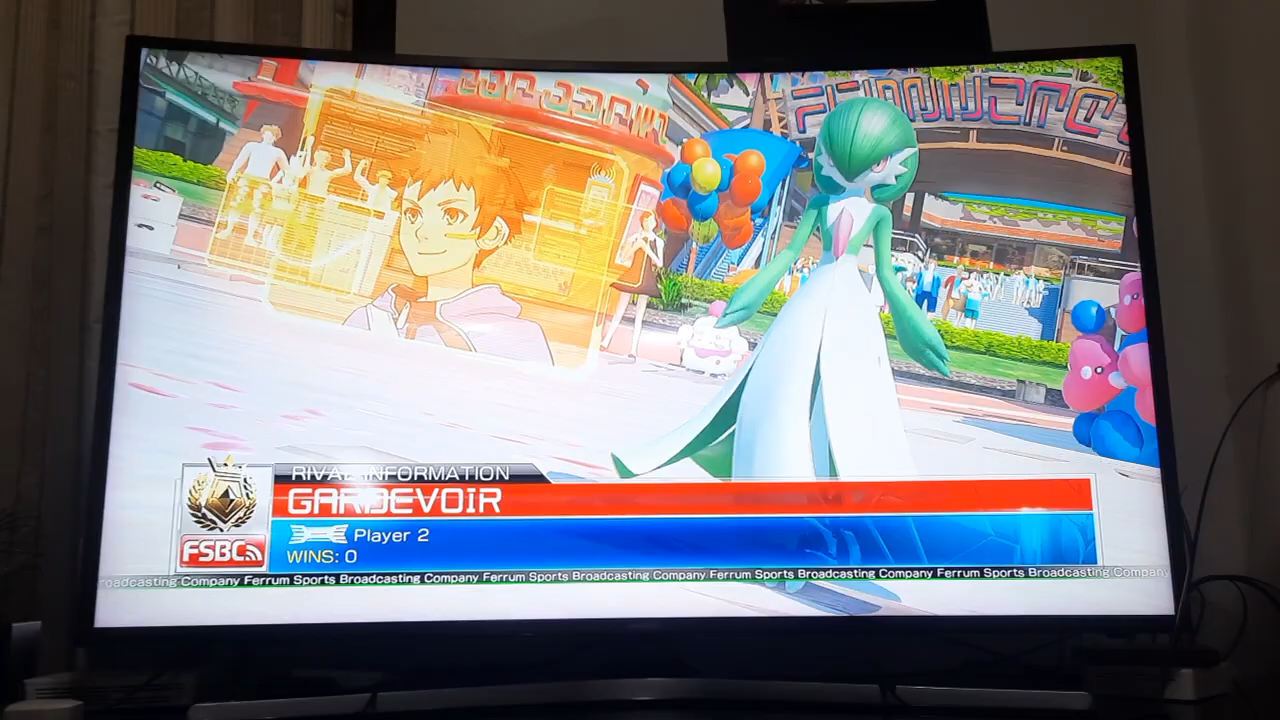 RIVAL INFORMATION
GARDEVOIR
Player 2
WINS: 0
FSBC
roadcasting Company Ferrum Sports Broadcasting Company Ferrum Sports Broadcasting Company Ferrum Sports Broadcasting Company Ferrum Sports Broadcasting Company